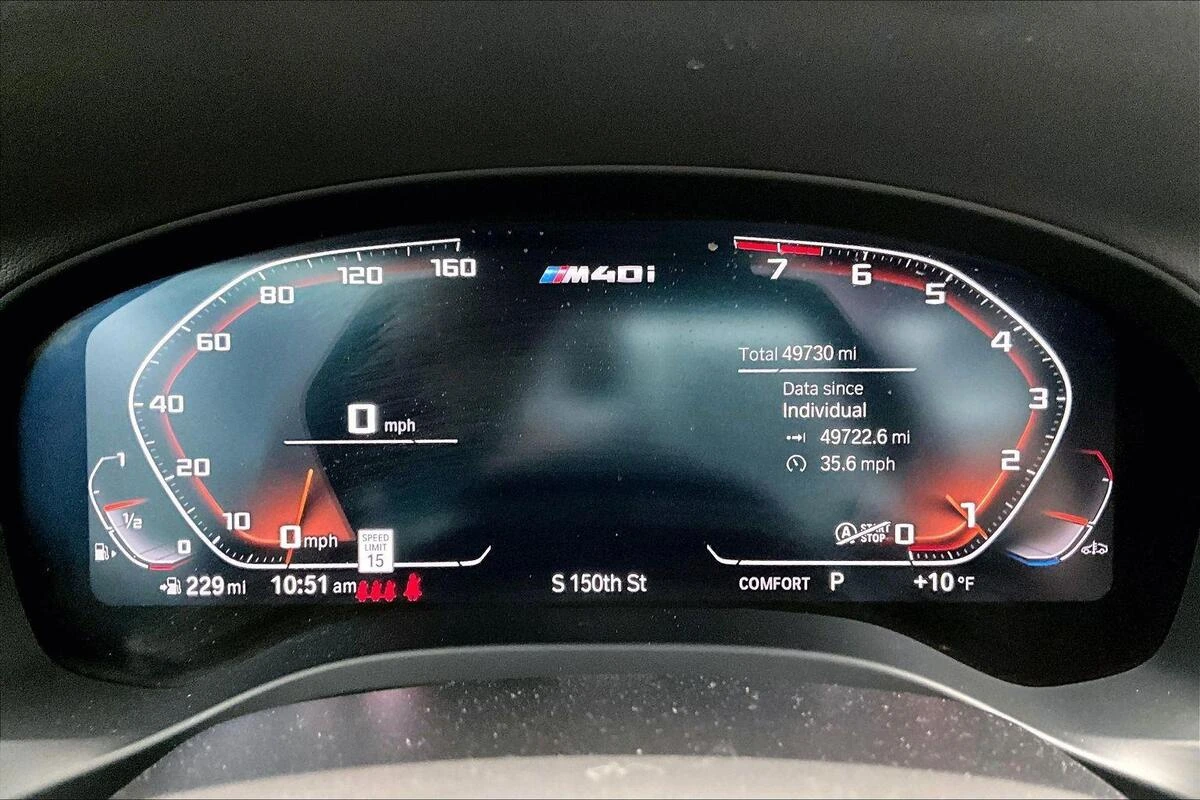 160
120
80
60
40
20
10
0 mph
0 mph
SPEED
LIMIT
15
1
1/2
0
229 mi
10:51 am
M40i
S 150th St
7
6
5
4
3
2
1
0
Total 49730 mi
Data since
Individual
49722.6 mi
35.6 mph
A START
STOP
COMFORT P
+10 °F